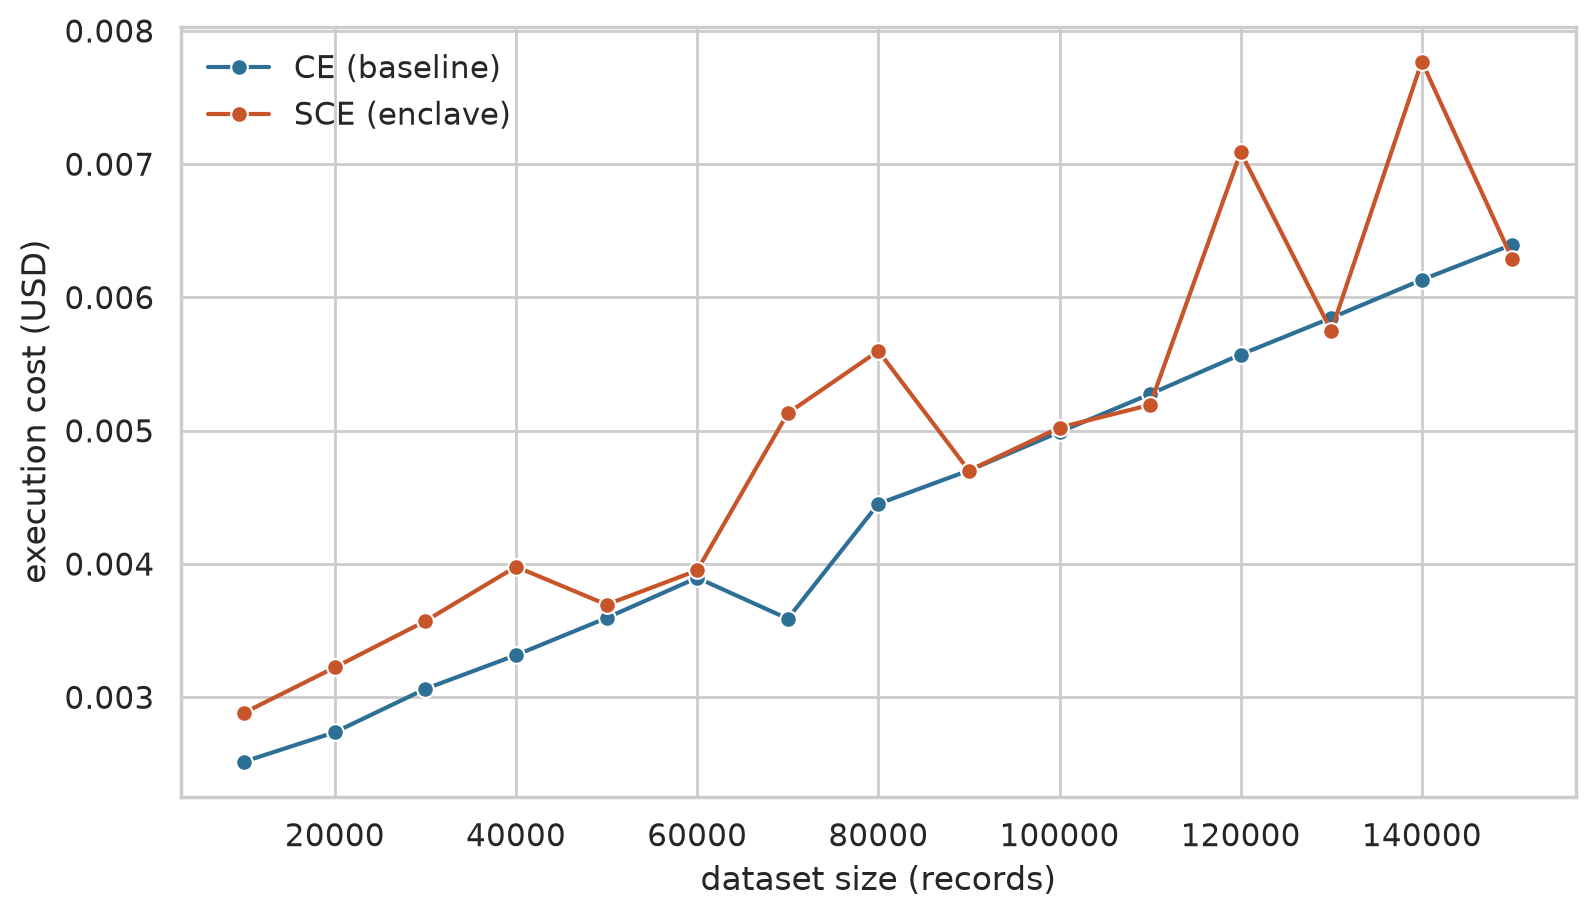 0.008
0.007
0.006
0.005
0.004
0.003
execution cost (USD)
CE (baseline)
SCE (enclave)
20000 40000 60000 80000 100000 120000 140000
dataset size (records)